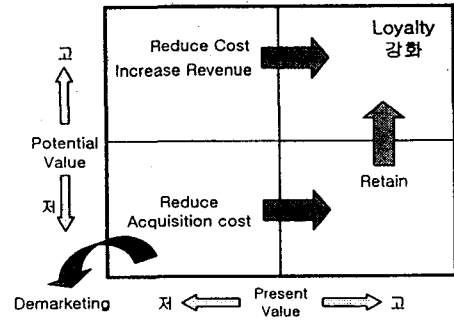 Reduce Cost
Increase Revenue
Loyalty
강화
고
Potential
Value
저
Reduce
Acquisition cost
Retain
Demarketing
저
Present
Value
고